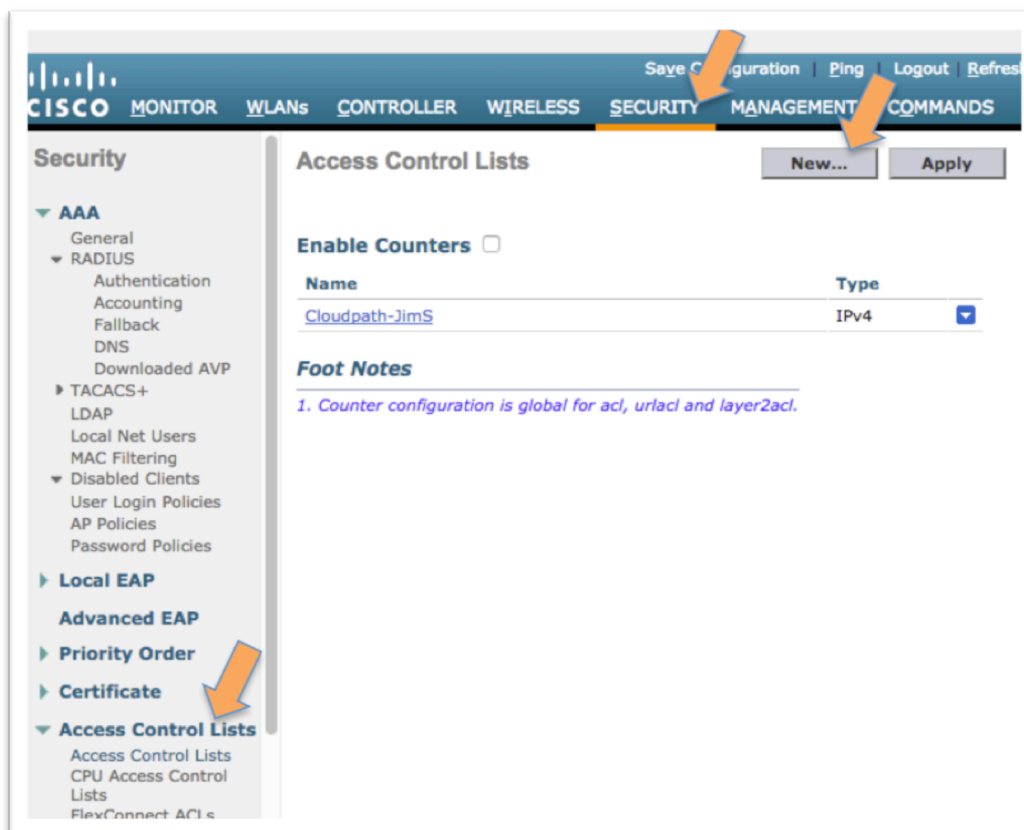 Save Configuration | Ping | Logout | Refres
CISCO MONITOR WLANs CONTROLLER WIRELESS SECURITY MANAGEMENT COMMANDS
Security
AAA
General
RADIUS
Authentication
Accounting
Fallback
DNS
Downloaded AVP
TACACS+
LDAP
Local Net Users
MAC Filtering
Disabled Clients
User Login Policies
AP Policies
Password Policies
Local EAP
Advanced EAP
Priority Order
Certificate
Access Control Lists
Access Control Lists
CPU Access Control
Lists
FlexConnect ACLs
Access Control Lists
New... Apply
Enable Counters
Name Type
Cloudpath-JimS IPv4
Foot Notes
1. Counter configuration is global for acl, urlacl and layer2acl.